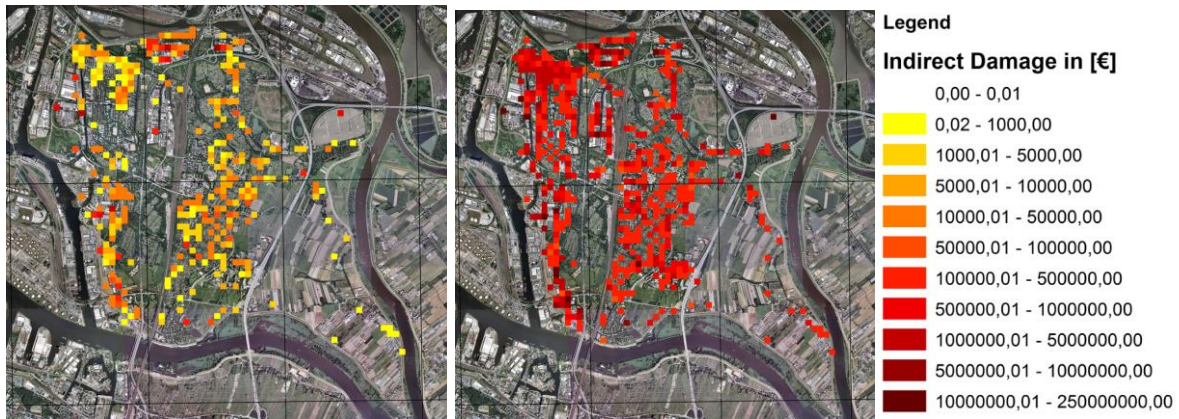 Legend
Indirect Damage in [€]
0,00 - 0,01
0,02 - 1000,00
1000,01 - 5000,00
5000,01 - 10000,00
10000,01 - 50000,00
50000,01 - 100000,00
100000,01 - 500000,00
500000,01 - 1000000,00
1000000,01 - 5000000,00
5000000,01 - 10000000,00
10000000,01 - 250000000,00